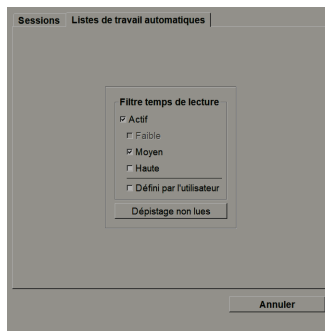 Sessions
Listes de travail automatiques
Filtre temps de lecture
Actif
Faible
Moyen
Haute
Défini par l'utilisateur
Dépistage non lues
Annuler